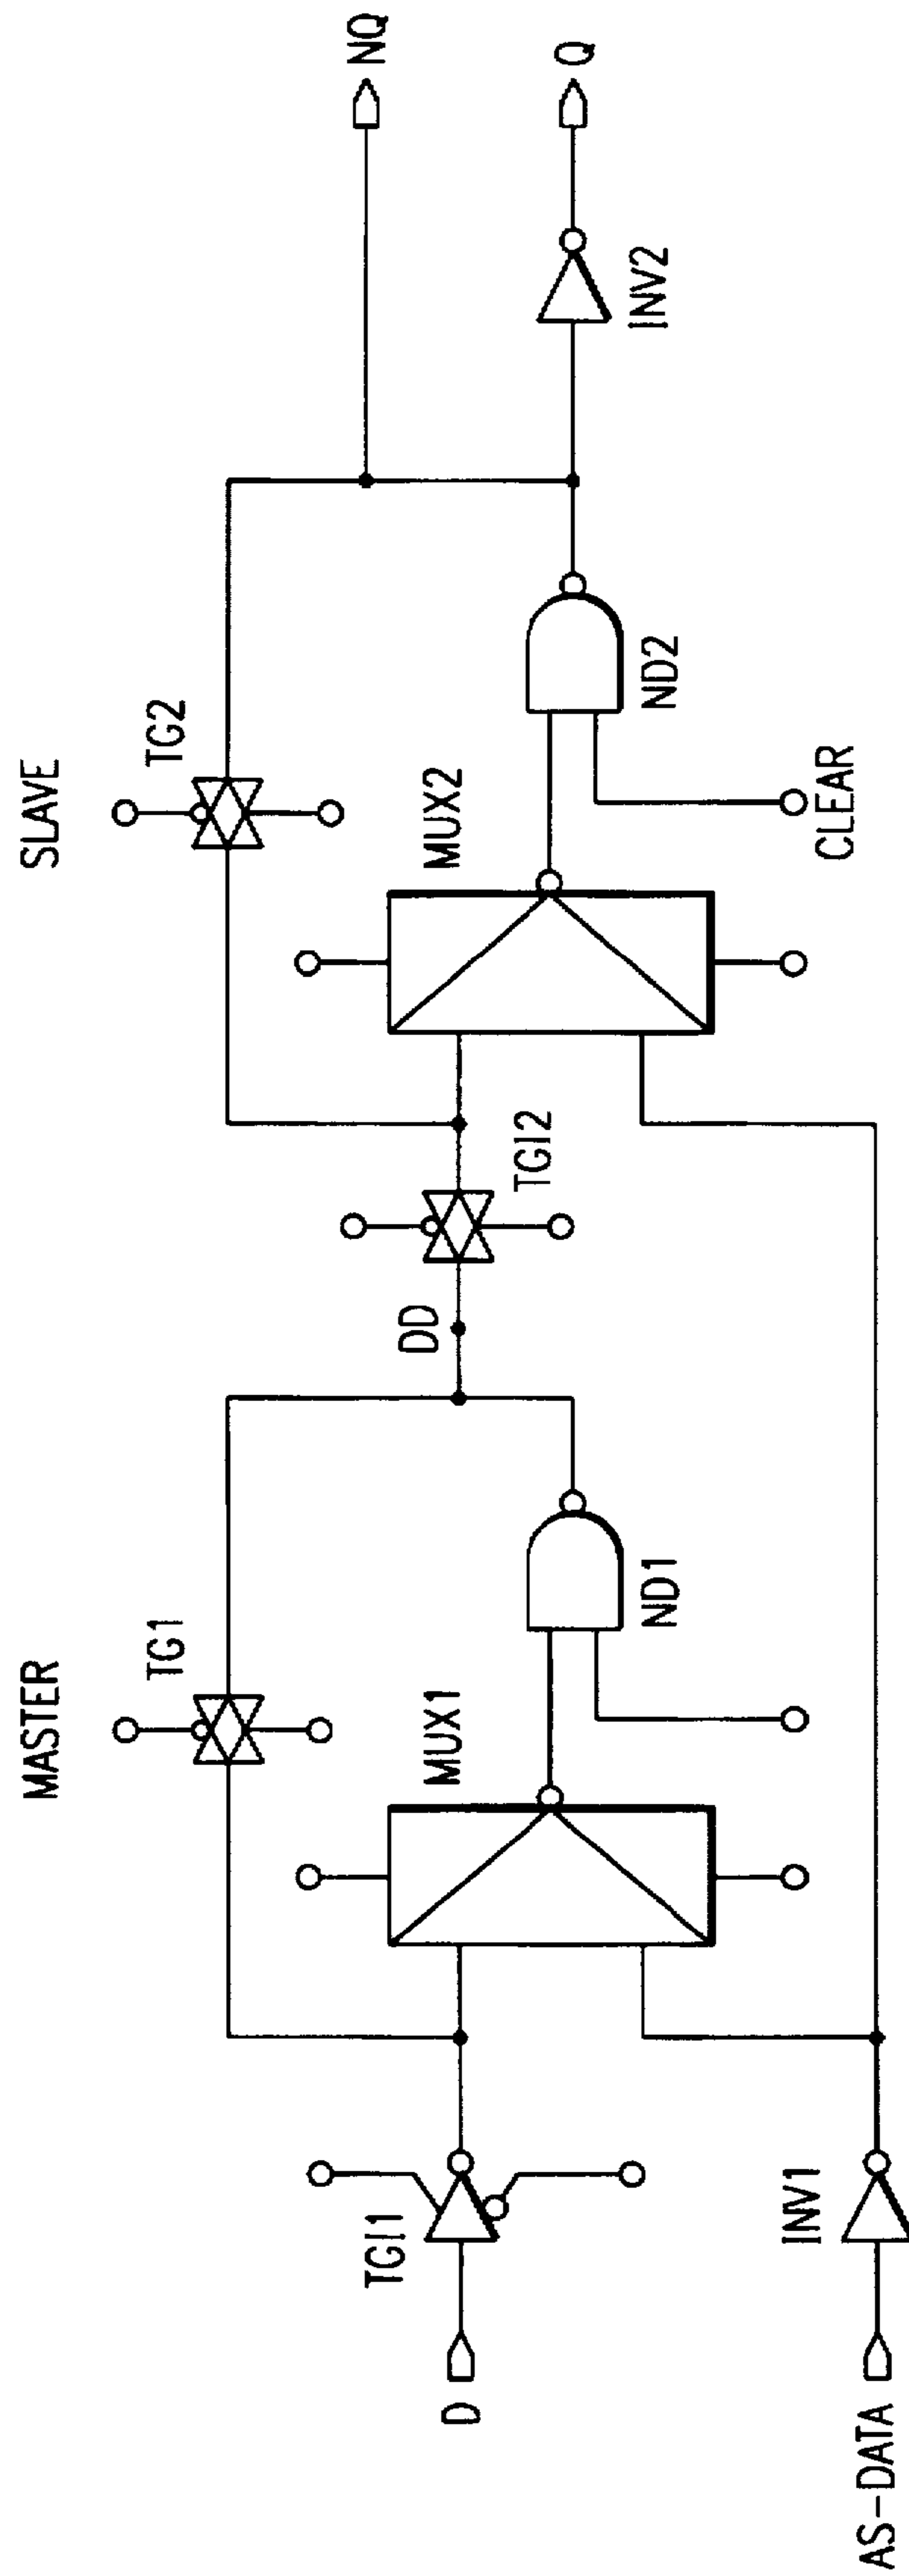 MASTER
SLAVE
TG1
TG2
NQ
D
TGI1
MUX1
ND1
DD
TGI2
MUX2
ND2
INV2
Q
CLEAR
AS-DATA
INV1